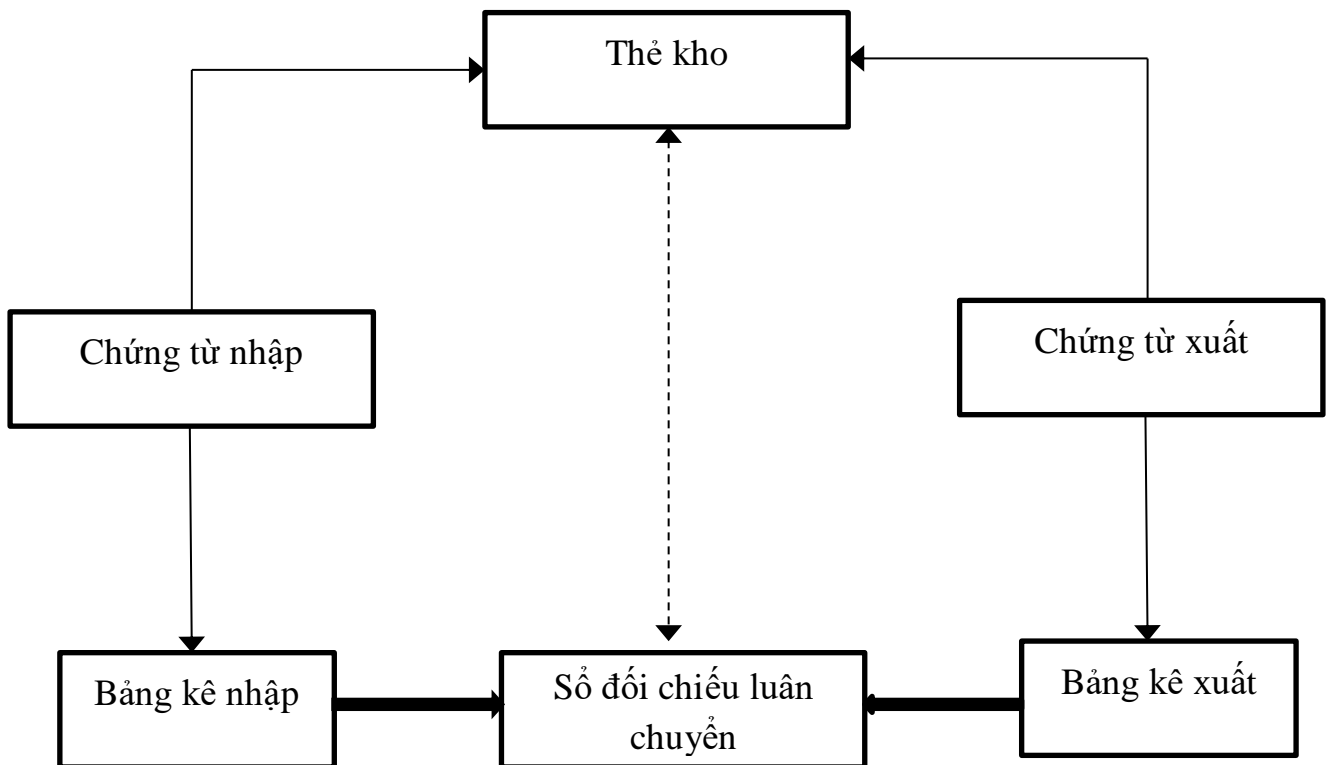 Thẻ kho
Chứng từ nhập
Chứng từ xuất
Bảng kê nhập
Sổ đối chiếu luân
chuyển
Bảng kê xuất